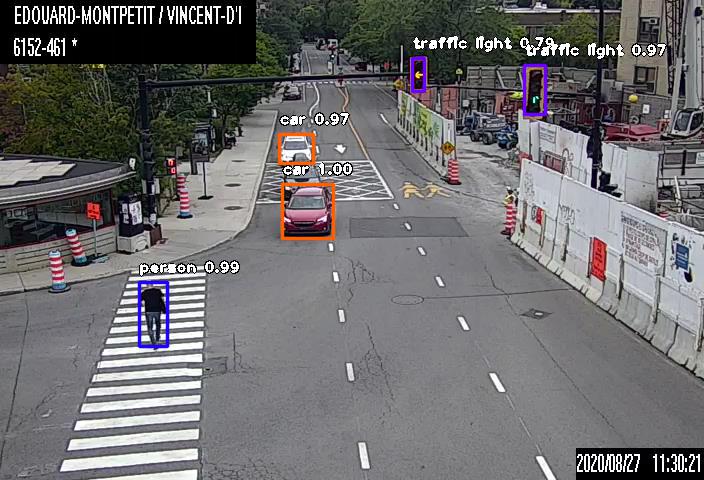 EDOUARD-MONTPETIT / VINCENT-D'I
6152-461 *
traffic light 0.79
traffic light 0.97
car 0.97
car 1.00
person 0.99
2020/08/27 11:30:21